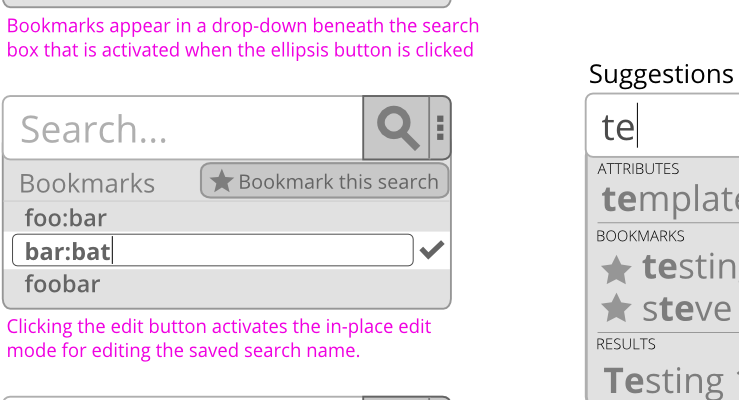 Bookmarks appear in a drop-down beneath the search
box that is activated when the ellipsis button is clicked
Search...
Bookmarks
Bookmark this search
foo:bar
bar:bat
foobar
Clicking the edit button activates the in-place edit
mode for editing the saved search name.
Suggestions
te
ATTRIBUTES
template
BOOKMARKS
testin
steve
RESULTS
Testing